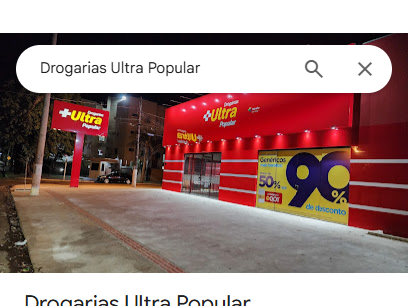 Drogarias Ultra Popular
Drogarias
+Ultra
Popular
Drogarias
+Ultra
Popular
Genéricos
50%
90%
de desconto
Drogarias Ultra Popular